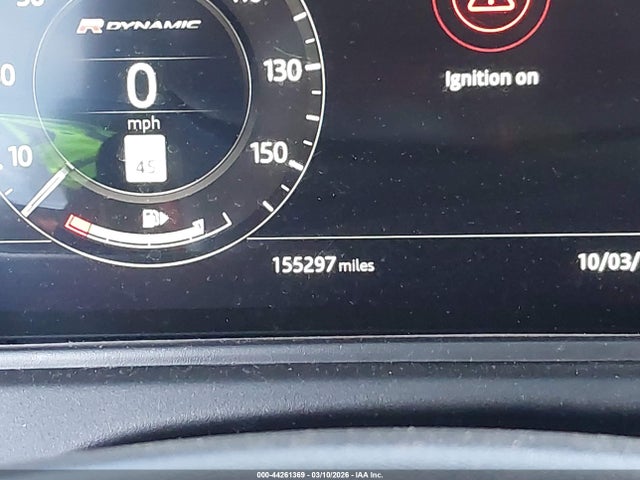 R DYNAMIC
0
mph
45
10
130
150
Ignition on
155297 miles
10/03/
000-44261369 - 03/10/2026 - IAA Inc.